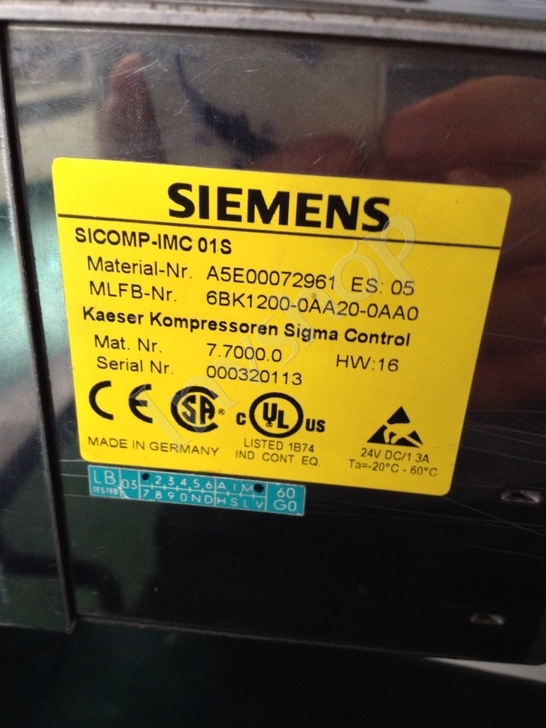 SIEMENS
SICOMP-IMC 01S
Material-Nr. A5E00072961 ES: 05
MLFB-Nr. 6BK1200-0AA20-0AA0
Kaeser Kompressoren Sigma Control
Mat. Nr. 7.7000.0 HW:16
Serial Nr. 000320113
CE SA ® c UL ® US
MADE IN GERMANY
LISTED 1B74
IND. CONT. EQ.
24V DC/1.3A
Ta=-20°C - 60°C
LB 03 2 3 4 5 6 A I M 60
TESTED 7 8 9 0 N D H S L V G0